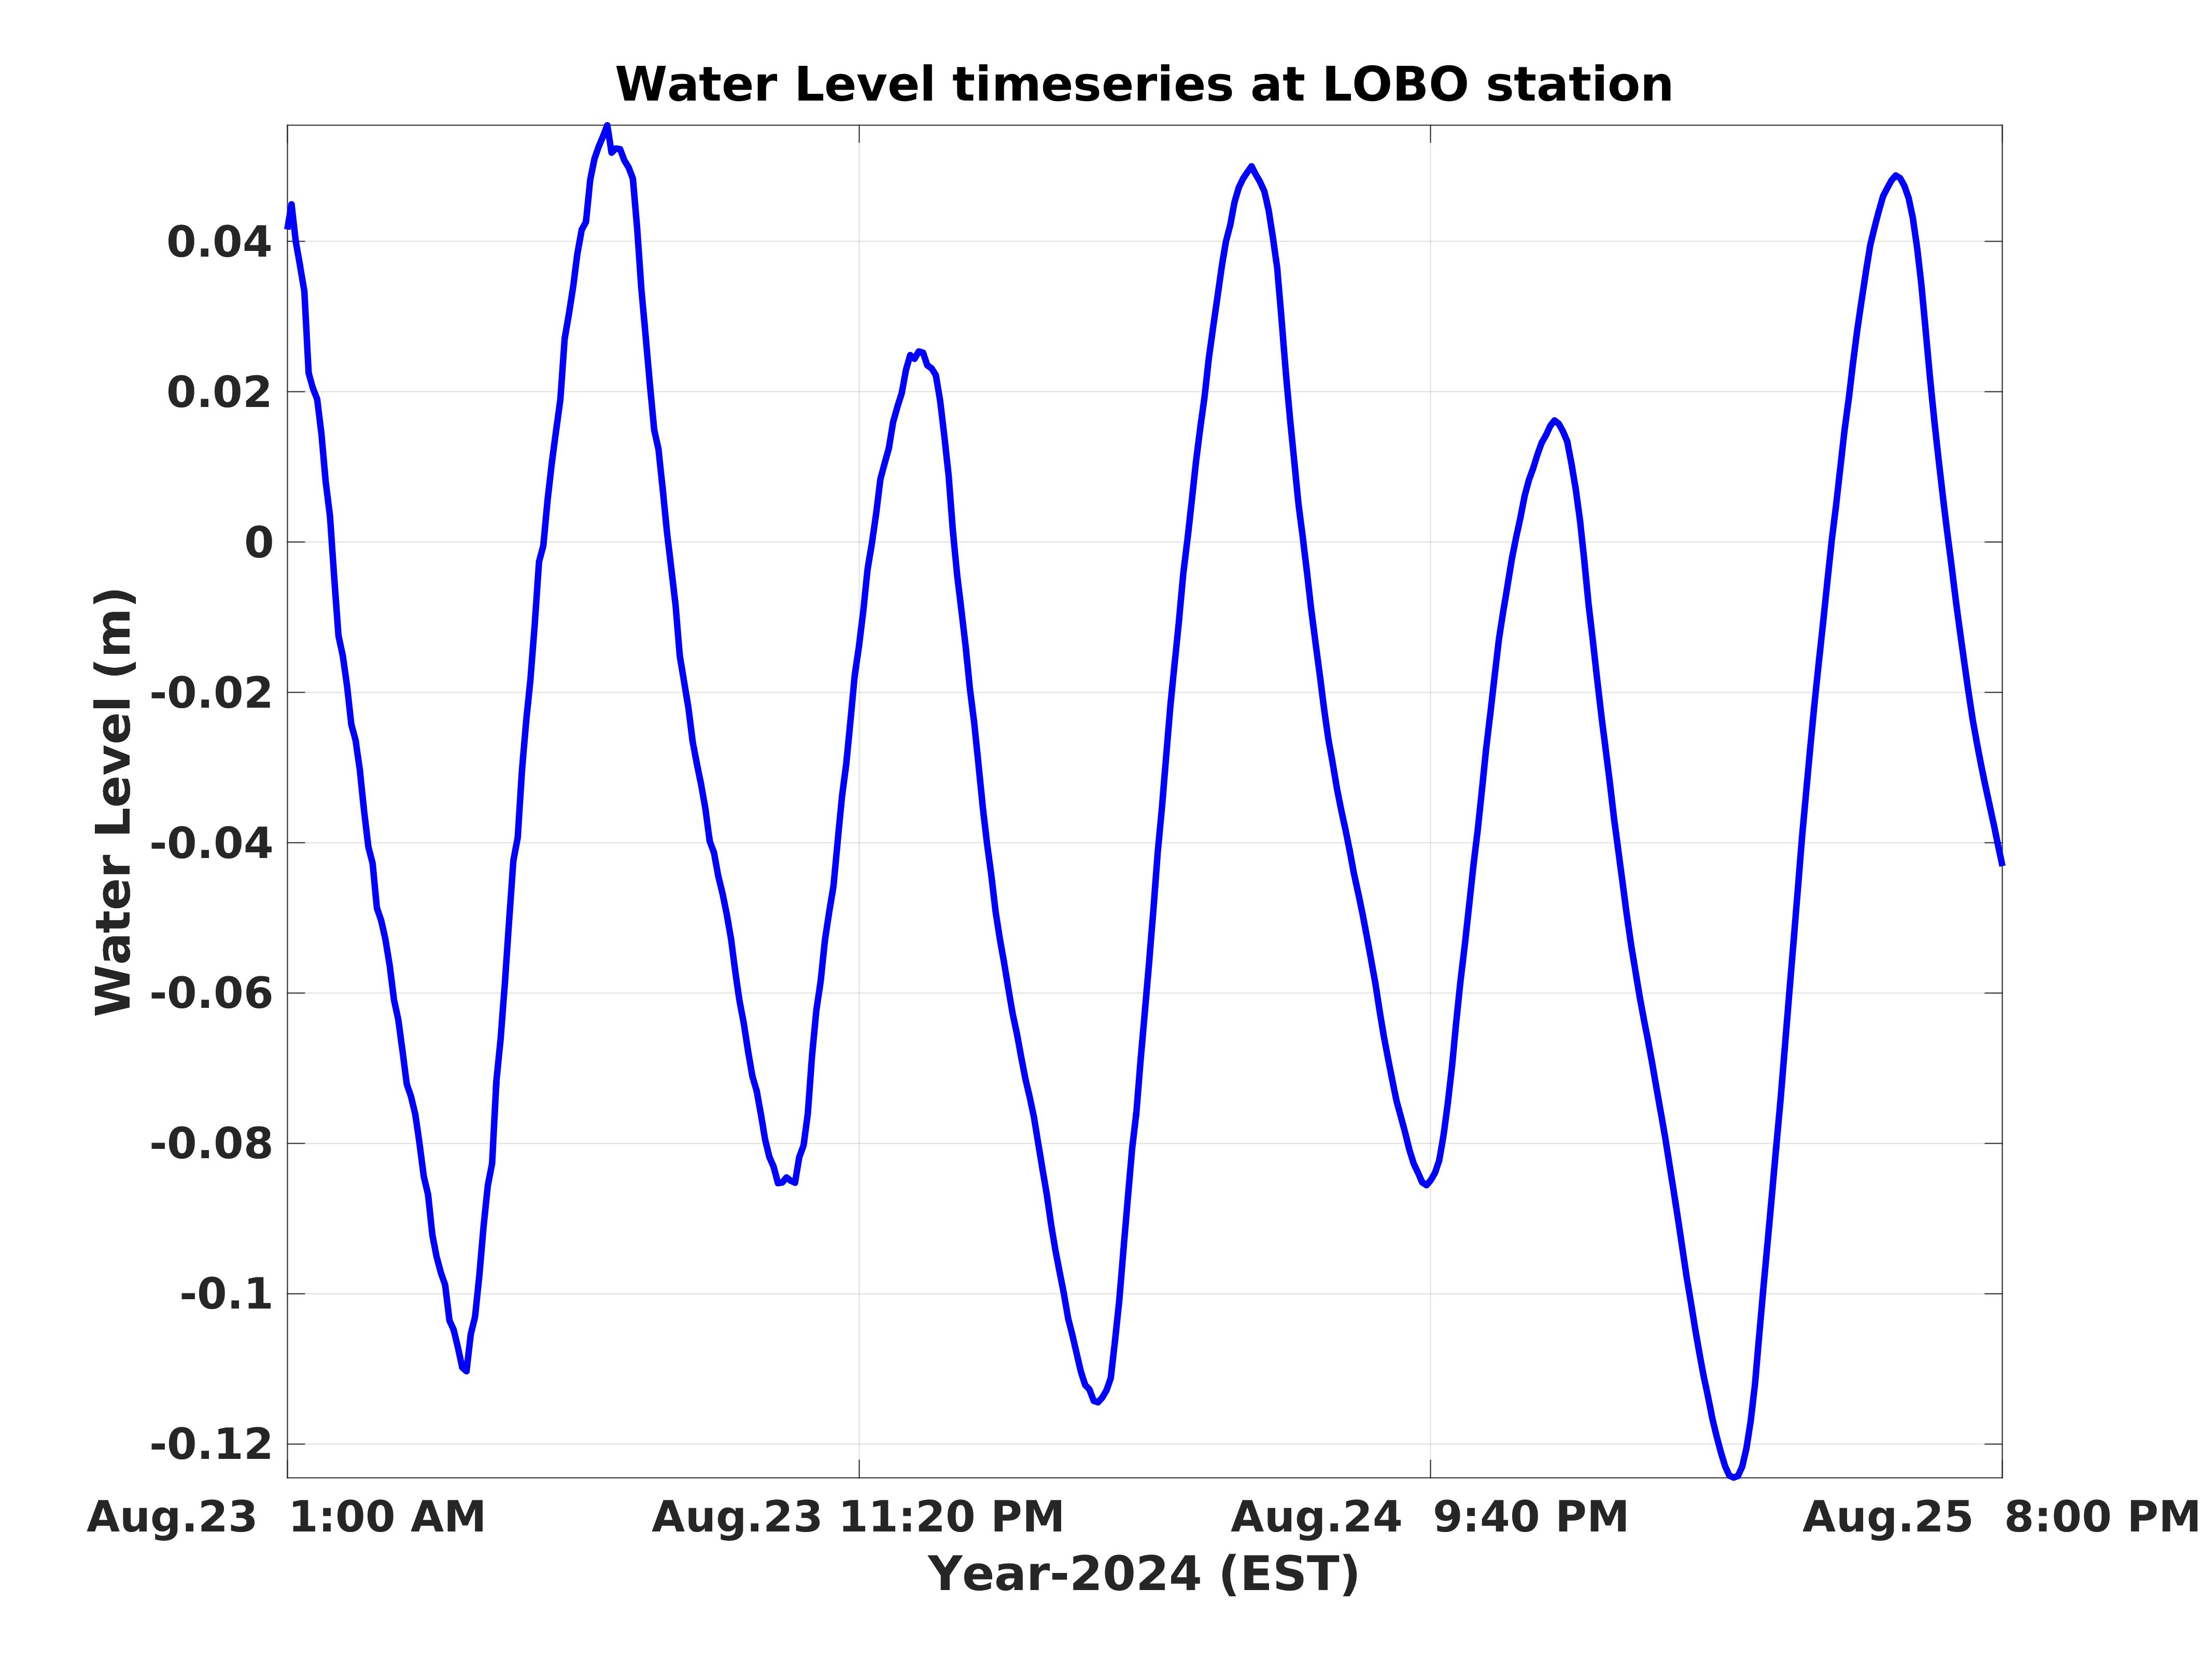 Water Level timeseries at LOBO station
Water Level (m)
0.04
0.02
0
-0.02
-0.04
-0.06
-0.08
-0.1
-0.12
Aug.23  1:00 AM
Aug.23 11:20 PM
Aug.24  9:40 PM
Aug.25  8:00 PM
Year-2024 (EST)